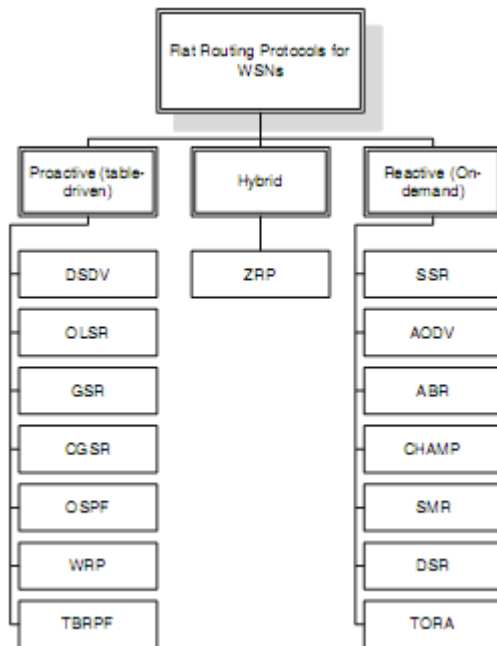 Flat Routing Protocols for
WSNs
Proactive (table-
driven)
Hybrid
Reactive (On-
demand)
DSDV
OLSR
GSR
CGSR
OSPF
WRP
TBRPF
ZRP
SSR
AODV
ABR
CHAMP
SMR
DSR
TORA